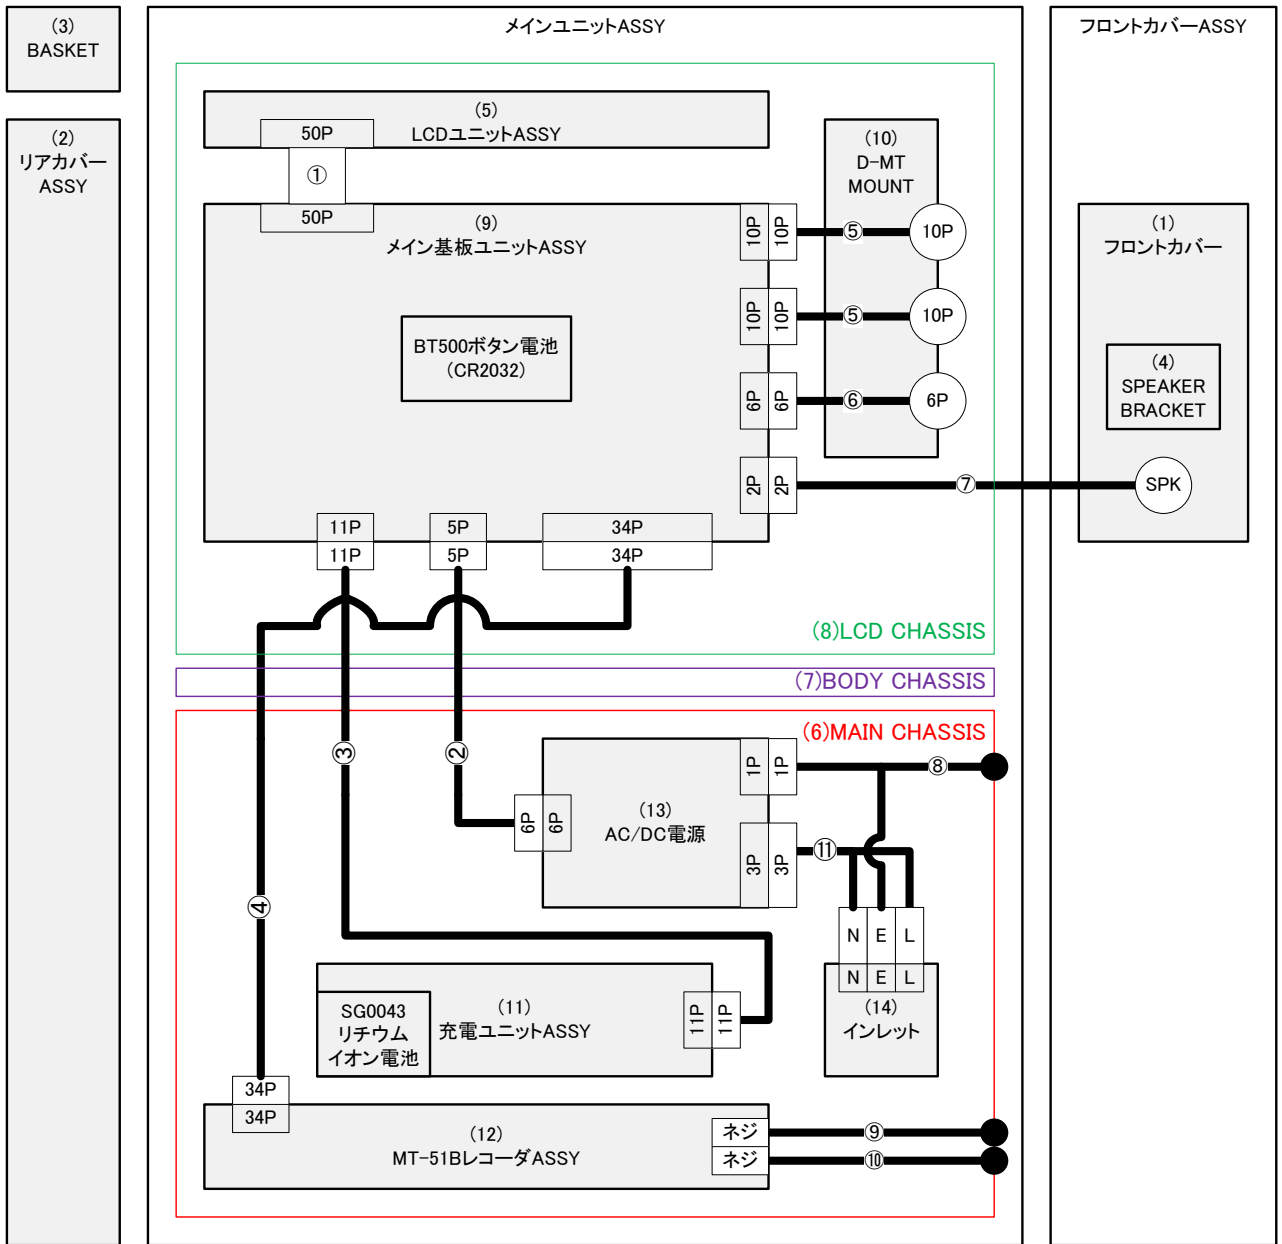 (3)
BASKET
(2)
リアカバー
ASSY
メインユニットASSY
(5)
LCDユニットASSY
50P
①
50P
(9)
メイン基板ユニットASSY
BT500ボタン電池
(CR2032)
10P
10P
10P
10P
6P
6P
2P
2P
(10)
D-MT
MOUNT
⑤
10P
⑤
10P
⑥
6P
⑦
11P
11P
5P
5P
34P
34P
(8)LCD CHASSIS
(7)BODY CHASSIS
(6)MAIN CHASSIS
③
②
④
6P
6P
(13)
AC/DC電源
1P
1P
3P
3P
⑧
⑪
N
E
L
N
E
L
(14)
インレット
(11)
充電ユニットASSY
SG0043
リチウム
イオン電池
11P
11P
34P
34P
(12)
MT-51BレコーダASSY
ネジ
ネジ
⑨
⑩
フロントカバーASSY
(1)
フロントカバー
(4)
SPEAKER
BRACKET
SPK